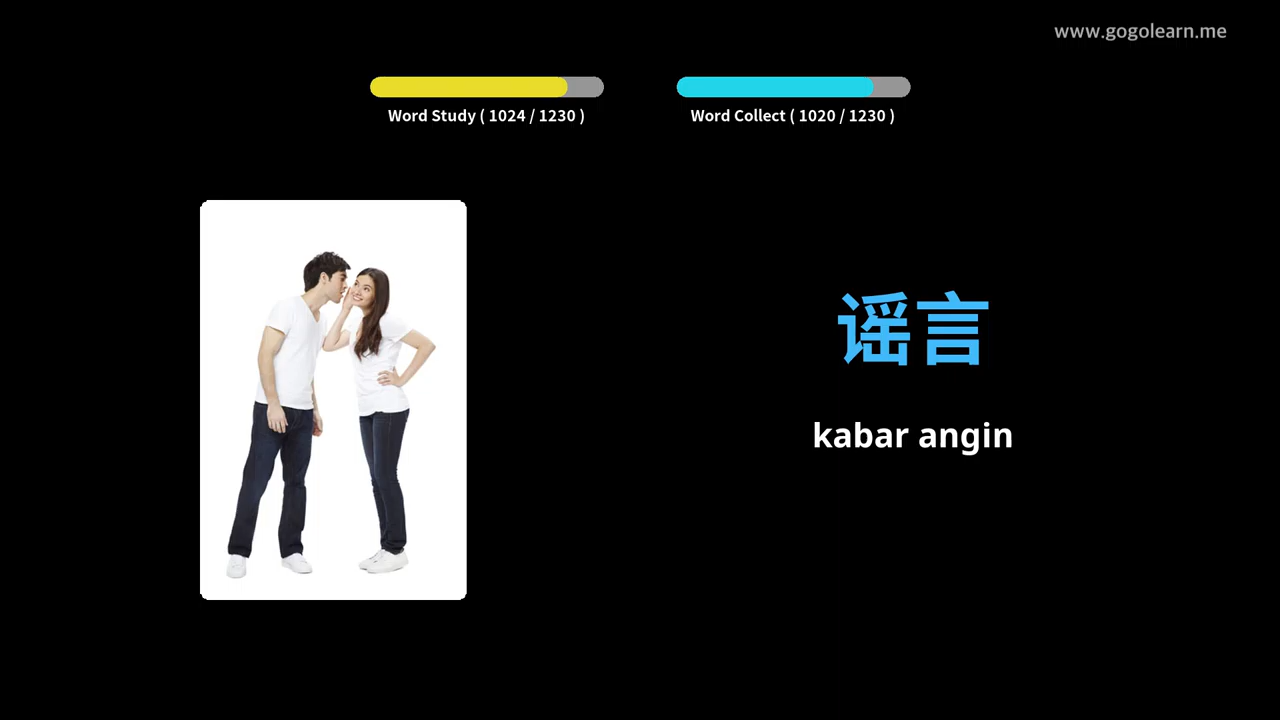 www.gogolearn.me
Word Study ( 1024 / 1230 )
Word Collect ( 1020 / 1230 )
谣言
kabar angin